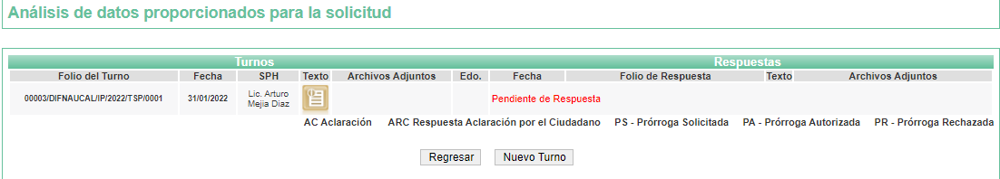 Análisis de datos proporcionados para la solicitud
Turnos Respuestas
Folio del Turno Fecha SPH Texto Archivos Adjuntos Edo. Fecha Folio de Respuesta Texto Archivos Adjuntos
00003/DIFNAUCAL/IP/2022/TSP/0001 31/01/2022 Lic. Arturo Mejia Diaz Pendiente de Respuesta
AC Aclaración ARC Respuesta Aclaración por el Ciudadano PS - Prórroga Solicitada PA - Prórroga Autorizada PR - Prórroga Rechazada
Regresar Nuevo Turno